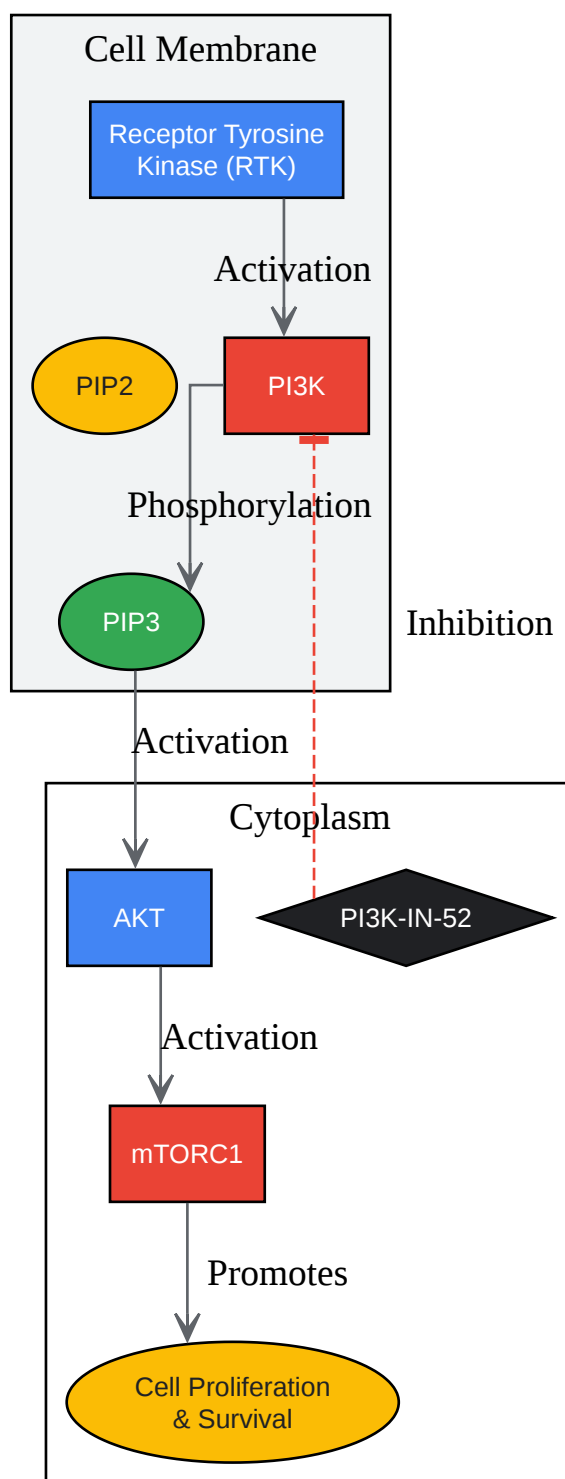 Cell Membrane
Receptor Tyrosine
Kinase (RTK)
Activation
PIP2
PI3K
Phosphorylation
PIP3
Inhibition
Activation
Cytoplasm
AKT
PI3K-IN-52
Activation
mTORC1
Promotes
Cell Proliferation
& Survival